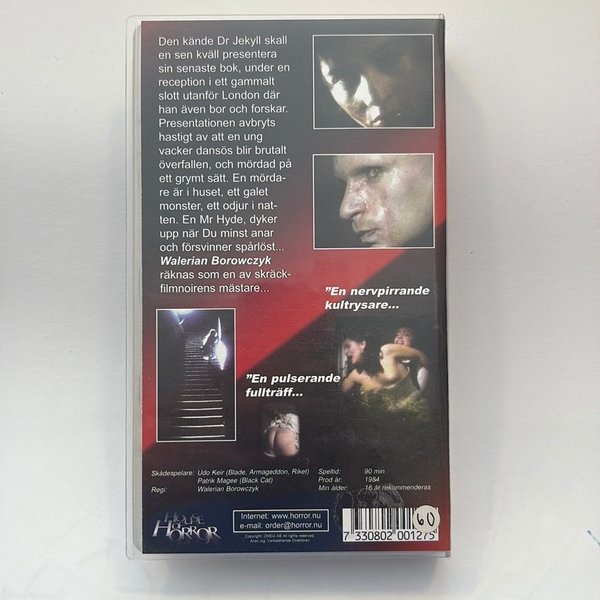 Den kände Dr Jekyll skall
en sen kväll presentera
sin senaste bok, under en
reception i ett gammalt
slott utanför London där
han även bor och forskar.
Presentationen avbryts
hastigt av att en ung
vacker dansös blir brutalt
överfallen, och mördad på
ett grymt sätt. En mörda-
re är i huset, ett galet
monster, ett odjur i nat-
ten. En Mr Hyde, dyker
upp när Du minst anar
och försvinner spårlöst...
Walerian Borowczyk
räknas som en av skräck-
filmnoirens mästare...
”En nervpirrande
kultrysare...
”En pulserande
fullträff...
Skådespelare: Udo Keir (Blade, Armageddon, Riket)
Patrik Magee (Black Cat)
Regi: Walerian Borowczyk
Speltid: 90 min
Prod år: 1984
Min ålder: 16 år rekommenderas
HOUSE OF HORROR
Internet: www.horror.nu
e-mail: order@horror.nu
Copyright: DMEG AB All rights reserved.
7 330802 001275
60